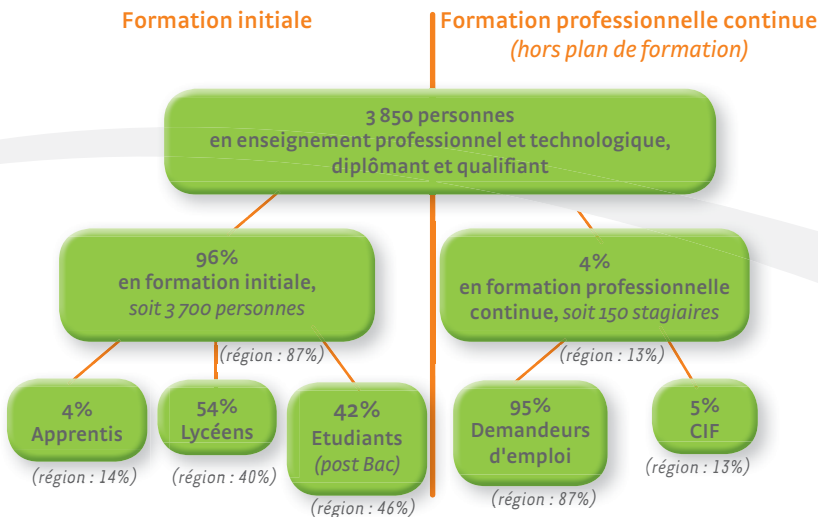 Formation initiale
Formation professionnelle continue
(hors plan de formation)
3 850 personnes
en enseignement professionnel et technologique,
diplômant et qualifiant
96%
en formation initiale,
soit 3 700 personnes
(région : 87%)
4%
en formation professionnelle
continue, soit 150 stagiaires
(région : 13%)
4%
Apprentis
(région : 14%)
54%
Lycéens
(région : 40%)
42%
Etudiants
(post Bac)
(région : 46%)
95%
Demandeurs
d'emploi
(région : 87%)
5%
CIF
(région : 13%)